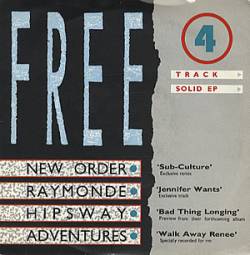 FREE
4
TRACK
SOLID EP
NEW ORDER
RAYMONDE
HIPSWAY
ADVENTURES
'Sub-Culture'
Exclusive remix
'Jennifer Wants'
Exclusive track
'Bad Thing Longing'
Preview from their forthcoming album
'Walk Away Renee'
Specially recorded for rm